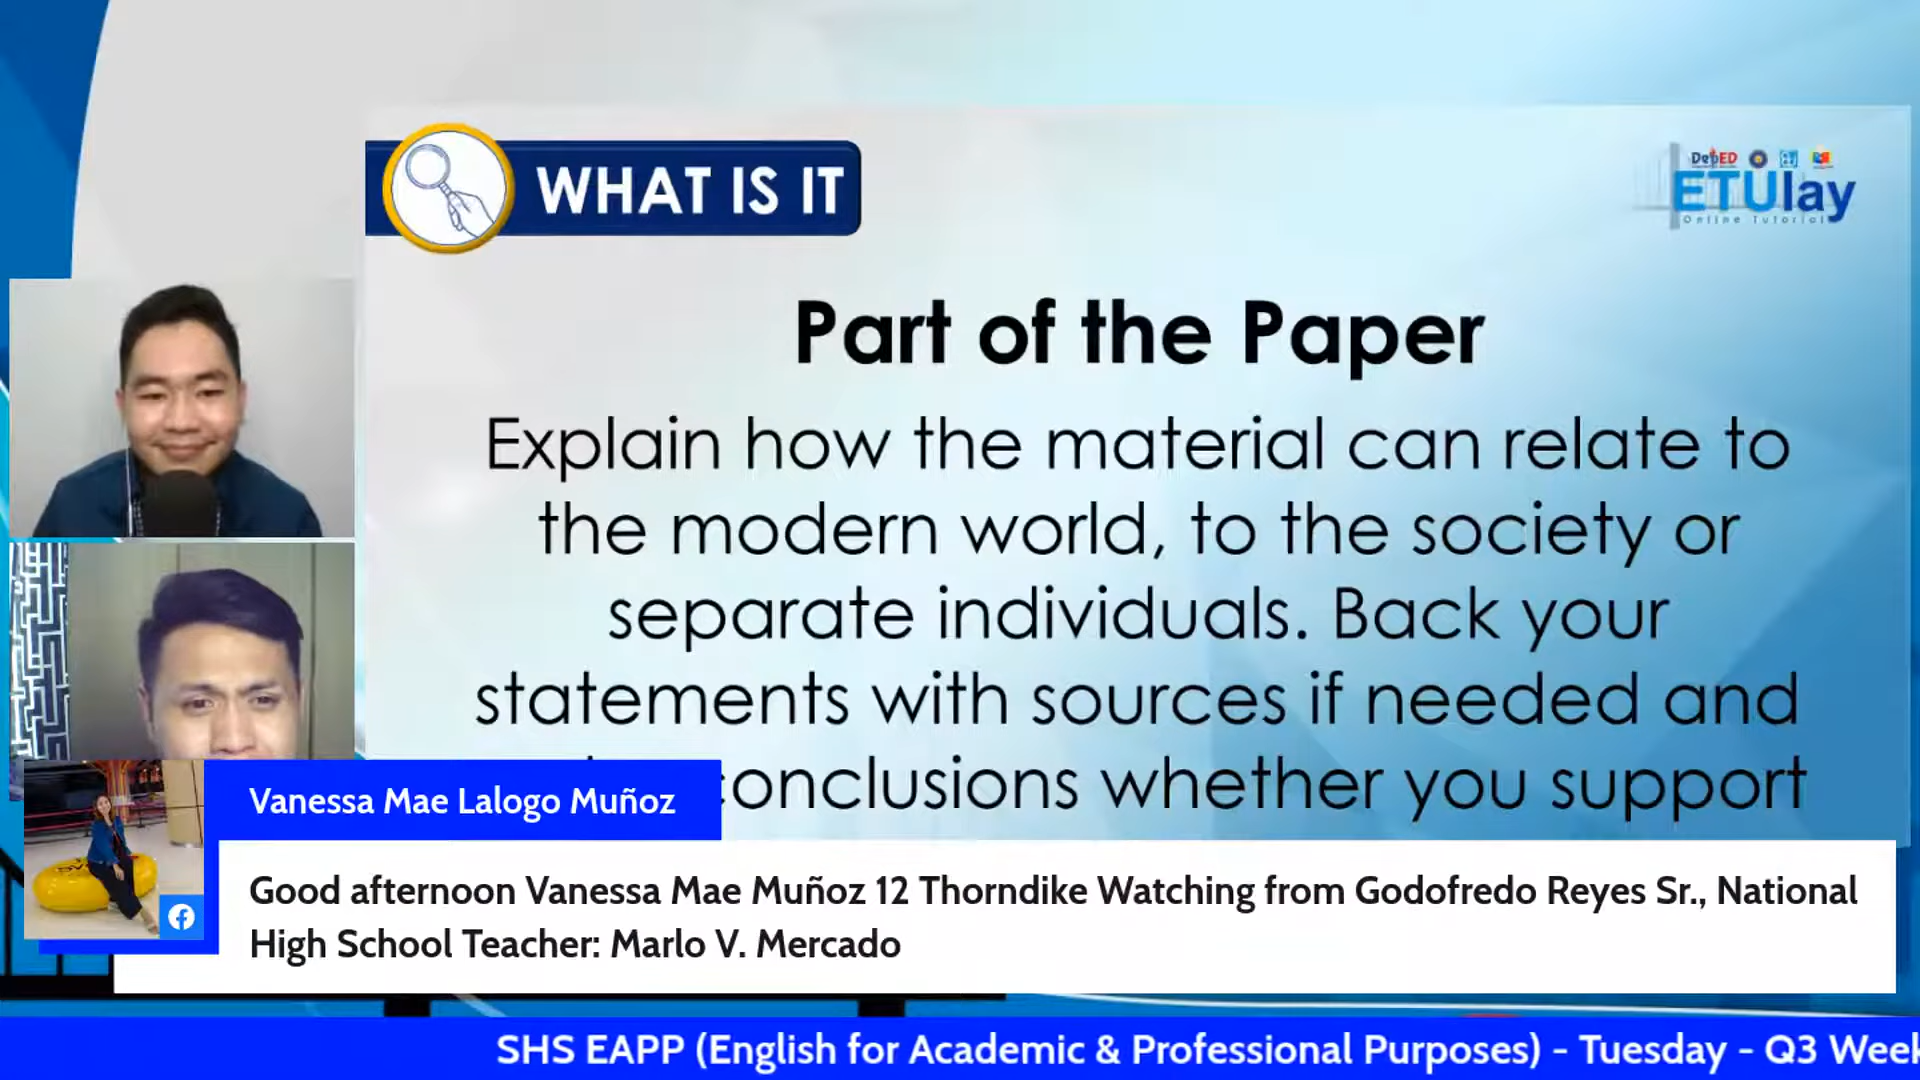 WHAT IS IT
DepED
ETUlay
Online Tutorial
Part of the Paper
Explain how the material can relate to
the modern world, to the society or
separate individuals. Back your
statements with sources if needed and
conclusions whether you support
Vanessa Mae Lalogo Muñoz
Good afternoon Vanessa Mae Muñoz 12 Thorndike Watching from Godofredo Reyes Sr., National
High School Teacher: Marlo V. Mercado
SHS EAPP (English for Academic & Professional Purposes) - Tuesday - Q3 Week